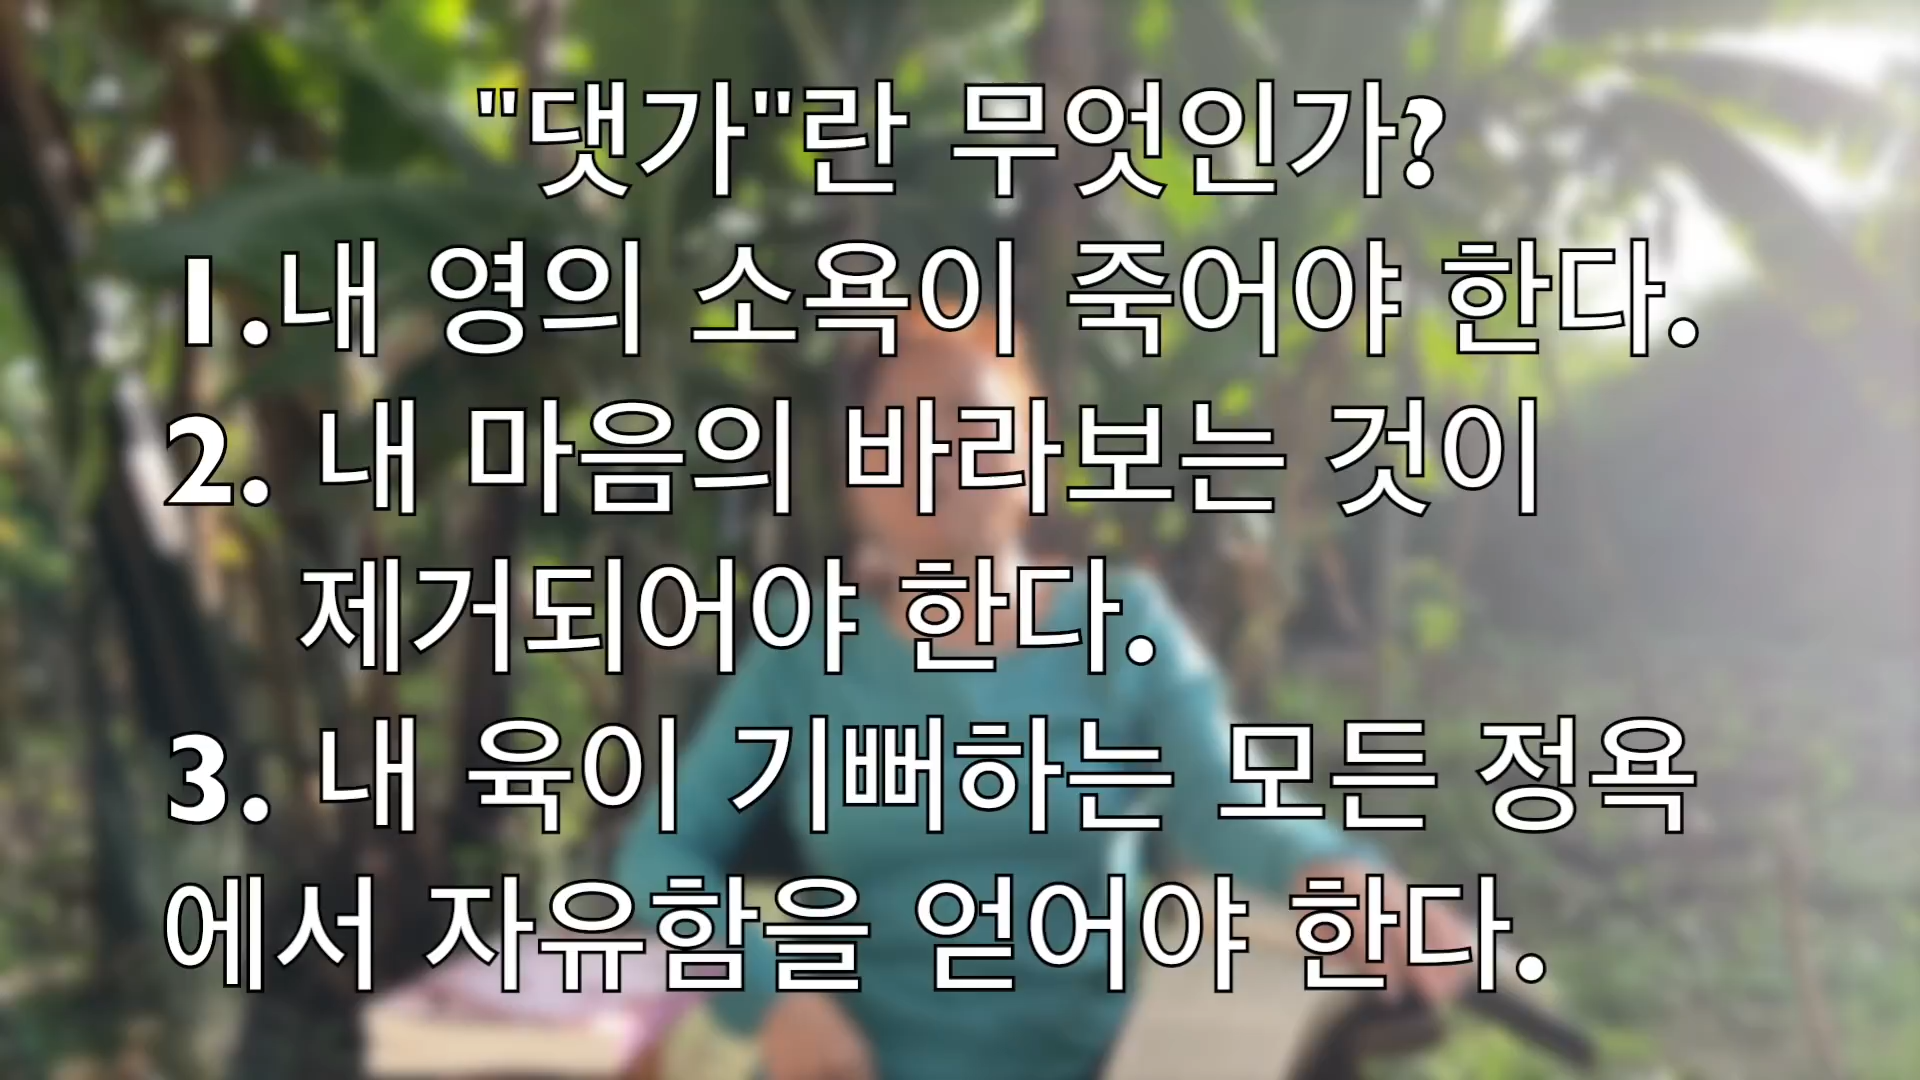 "댓가"란 무엇인가?
1.내 영의 소욕이 죽어야 한다.
2. 내 마음의 바라보는 것이
제거되어야 한다.
3. 내 육이 기뻐하는 모든 정욕
에서 자유함을 얻어야 한다.